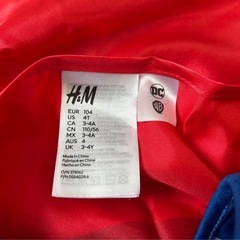 H&M
EUR 104
US 4T
CA 3-4A
CN 110/56
MX 3-4A
AUS 4
UK 3-4Y
Made in China
Fabriqué en Chine
Hecho en China
DC
WB